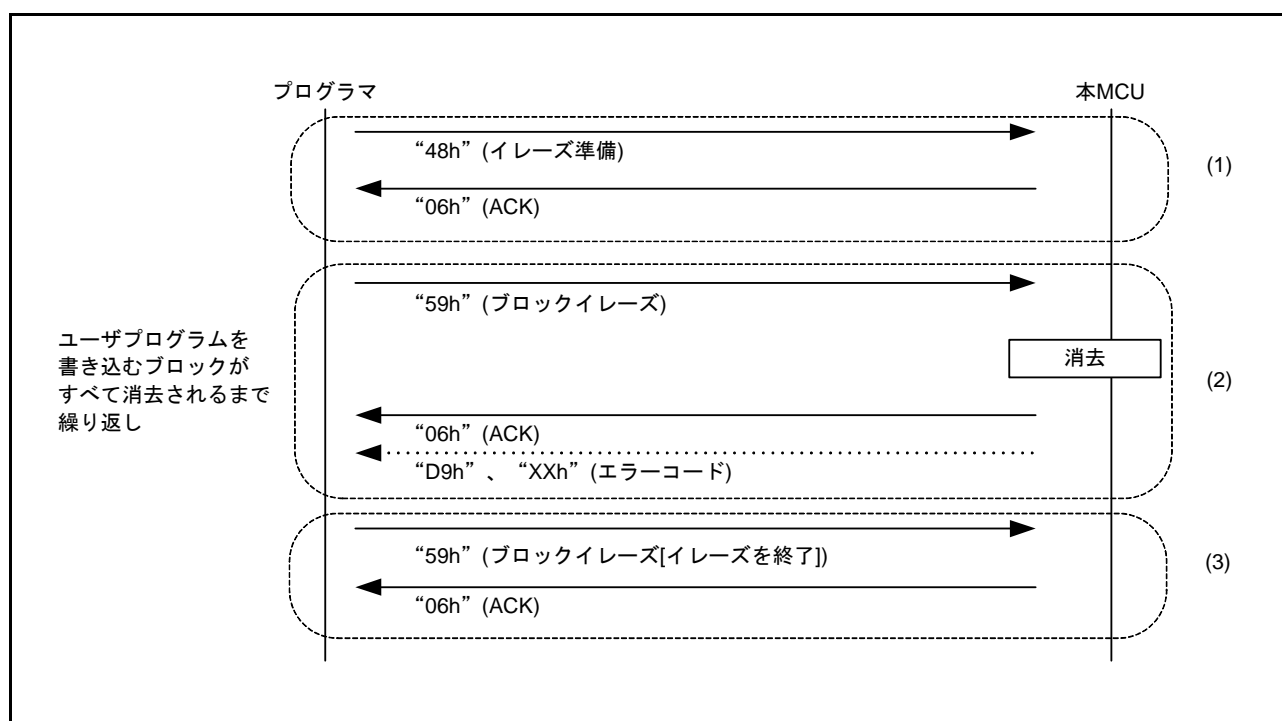 プログラマ
本MCU
“48h” (イレーズ準備)
(1)
“06h” (ACK)
“59h” (ブロックイレーズ)
ユーザプログラムを
書き込むブロックが
すべて消去されるまで
繰り返し
消去
(2)
“06h” (ACK)
“D9h” 、 “XXh” (エラーコード)
“59h” (ブロックイレーズ[イレーズを終了])
(3)
“06h” (ACK)